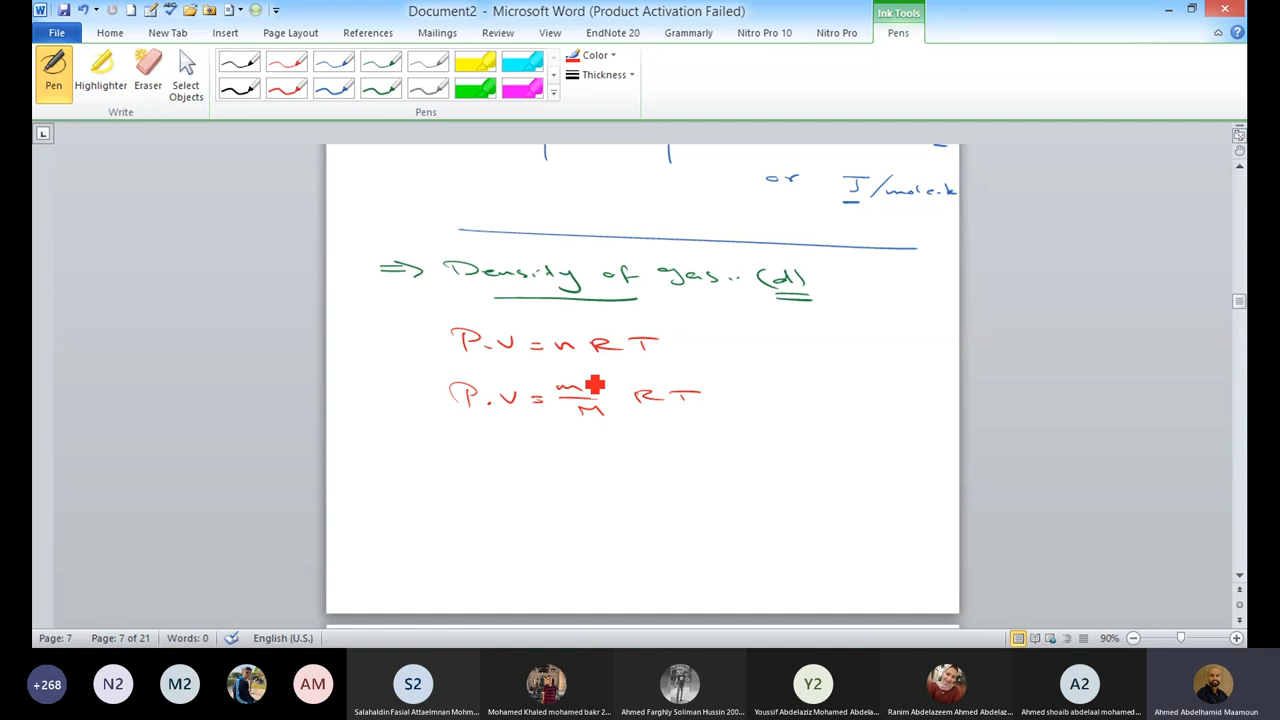 Document2 - Microsoft Word (Product Activation Failed)
Ink Tools
File Home New Tab Insert Page Layout References Mailings Review View EndNote 20 Grammarly Nitro Pro 10 Nitro Pro Pens
Pen Highlighter Eraser Select Objects
Color
Thickness
Write Pens
or J/mole.k
⇒ Density of gas.. (d)
P.V = n R T
P.V = m/M R T
Page: 7 Page: 7 of 21 Words: 0 English (U.S.) 90%
+268 N2 M2 AM S2 Y2 A2
Salahaldin Fasial Attaelmnan Mohm... Mohamed Khaled mohamed bakr 2... Ahmed Farghly Soliman Hussin 200... Youssif Abdelaziz Mohamed Abdela... Ranim Abdelazeem Ahmed Abdelaz... Ahmed shoaib abdelaal mohamed... Ahmed Abdelhamid Maamoun